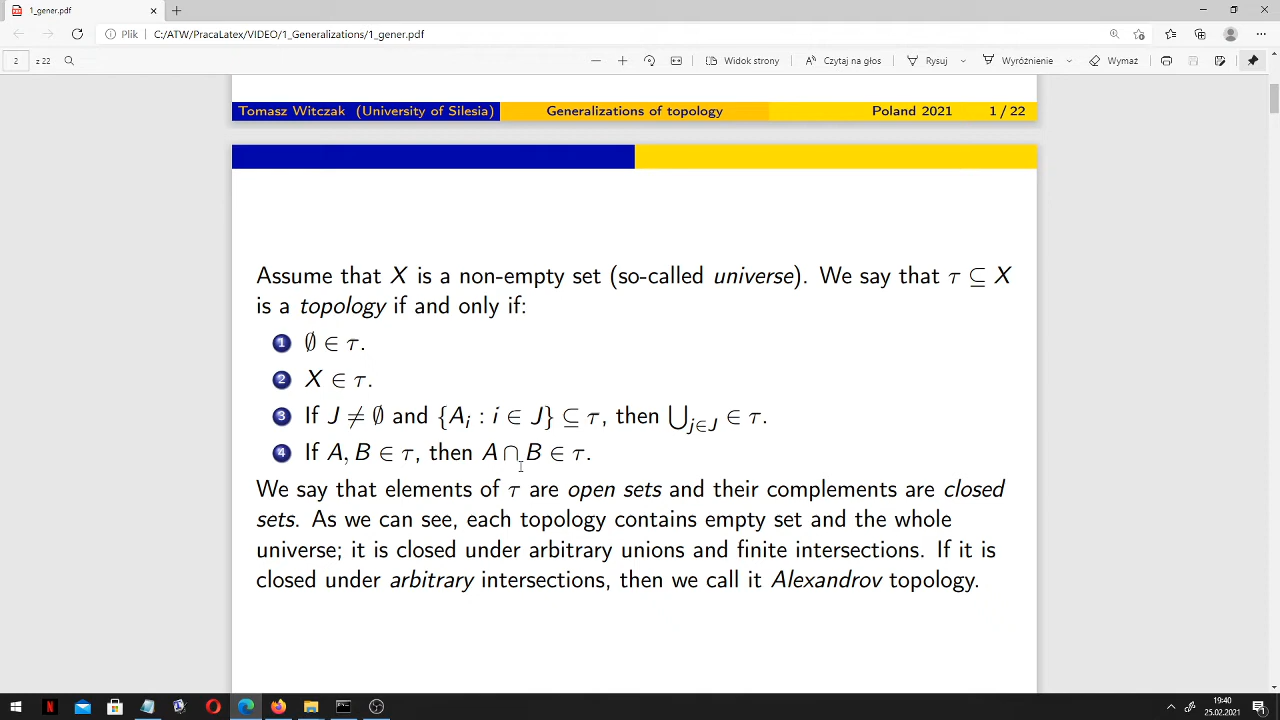 1_gener.pdf
Plik C:/ATW/PracaLatex/VIDEO/1_Generalizations/1_gener.pdf
2 z 22 Widok strony Czytaj na głos Rysuj Wyróżnienie Wymaż
Tomasz Witczak (University of Silesia) Generalizations of topology Poland 2021 1 / 22
Assume that X is a non-empty set (so-called universe). We say that τ ⊆ X
is a topology if and only if:
1 ∅ ∈ τ.
2 X ∈ τ.
3 If J ≠ ∅ and {A_i : i ∈ J} ⊆ τ, then ⋃_{j∈J} ∈ τ.
4 If A, B ∈ τ, then A ∩ B ∈ τ.
We say that elements of τ are open sets and their complements are closed
sets. As we can see, each topology contains empty set and the whole
universe; it is closed under arbitrary unions and finite intersections. If it is
closed under arbitrary intersections, then we call it Alexandrov topology.
19:40
25.02.2021